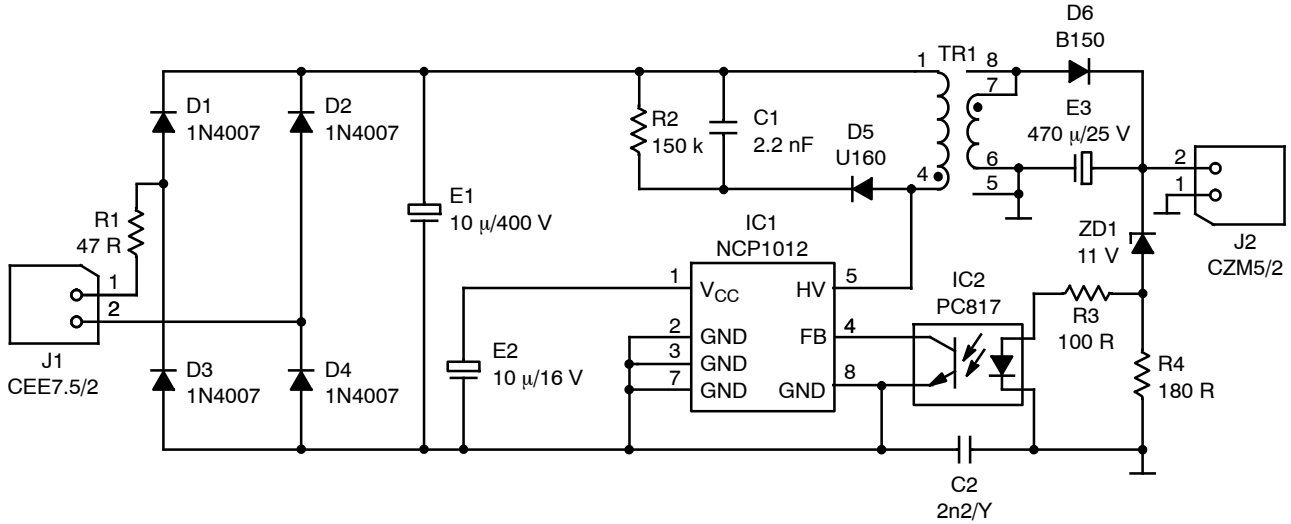 D6
B150
TR1
1
8
7
D1
1N4007
D2
1N4007
E3
470 μ/25 V
R2
150 k
C1
2.2 nF
D5
U160
4
6
5
2
1
J2
CZM5/2
R1
47 R
E1
10 μ/400 V
IC1
NCP1012
ZD1
11 V
1
2
J1
CEE7.5/2
1
VCC
HV
5
IC2
PC817
R3
100 R
2
GND
FB
4
3
GND
7
GND
GND
8
E2
10 μ/16 V
D3
1N4007
D4
1N4007
R4
180 R
C2
2n2/Y